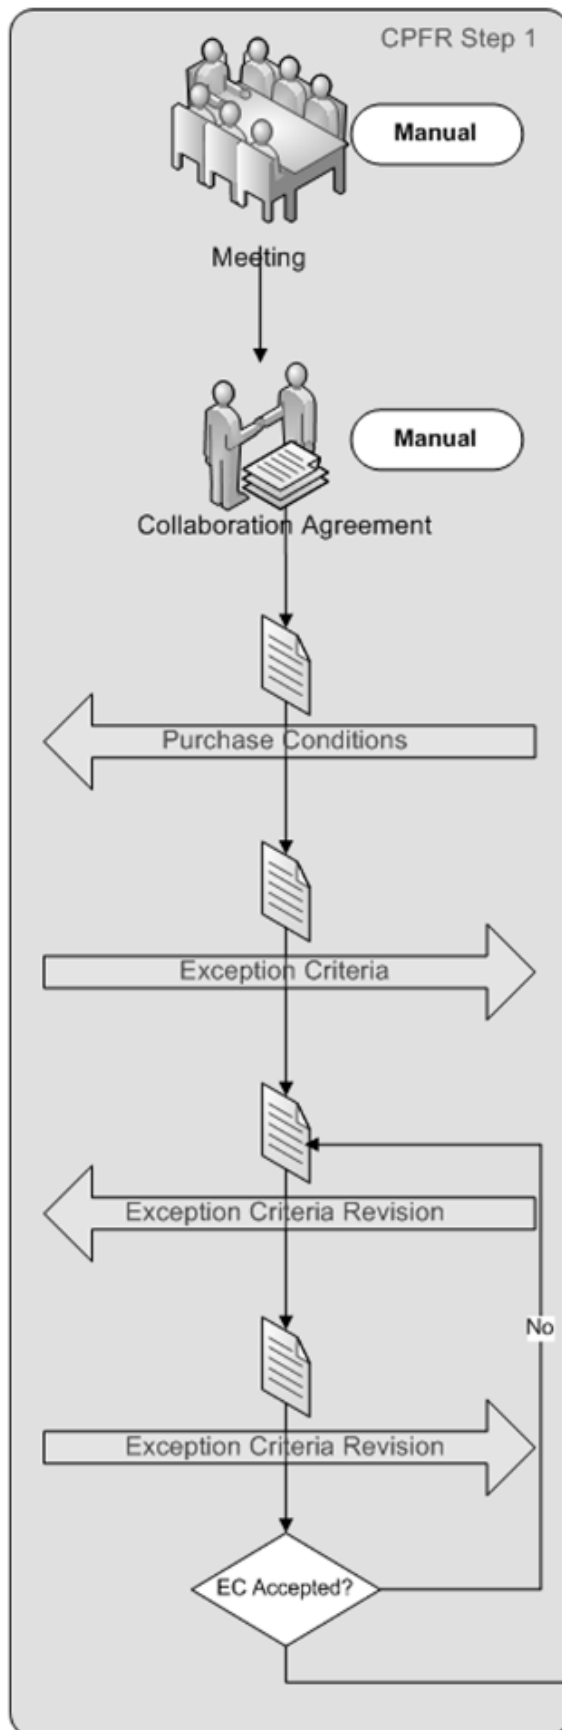 CPFR Step 1
Manual
Meeting
Manual
Collaboration Agreement
Purchase Conditions
Exception Criteria
Exception Criteria Revision
No
Exception Criteria Revision
EC Accepted?